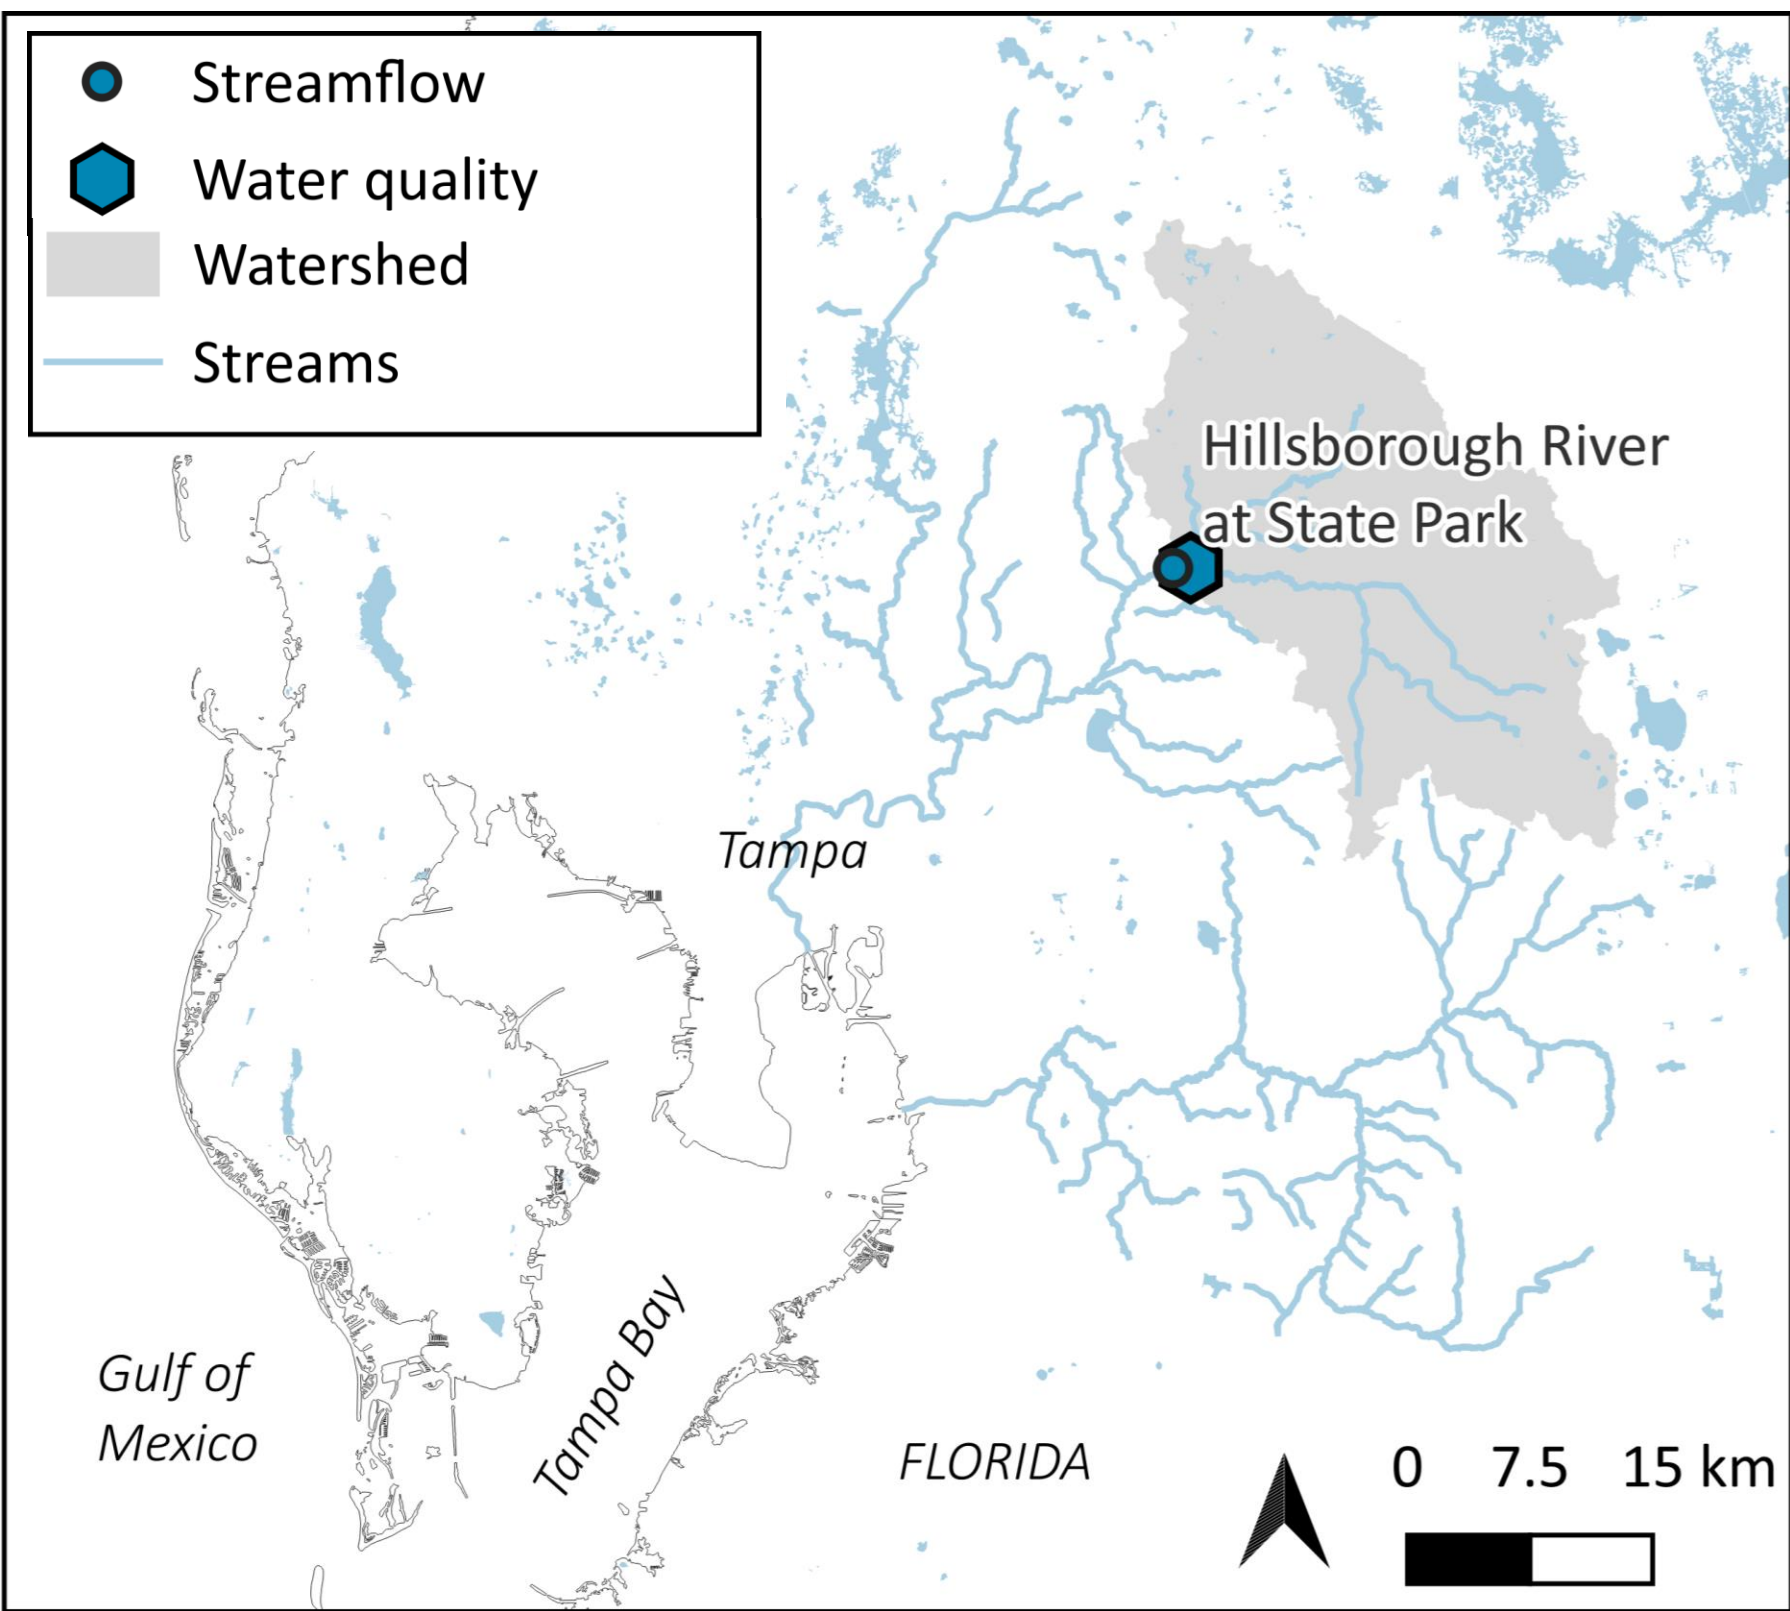 Streamflow
Water quality
Watershed
Streams
Hillsborough River
at State Park
Tampa
Tampa Bay
Gulf of
Mexico
FLORIDA
0 7.5 15 km